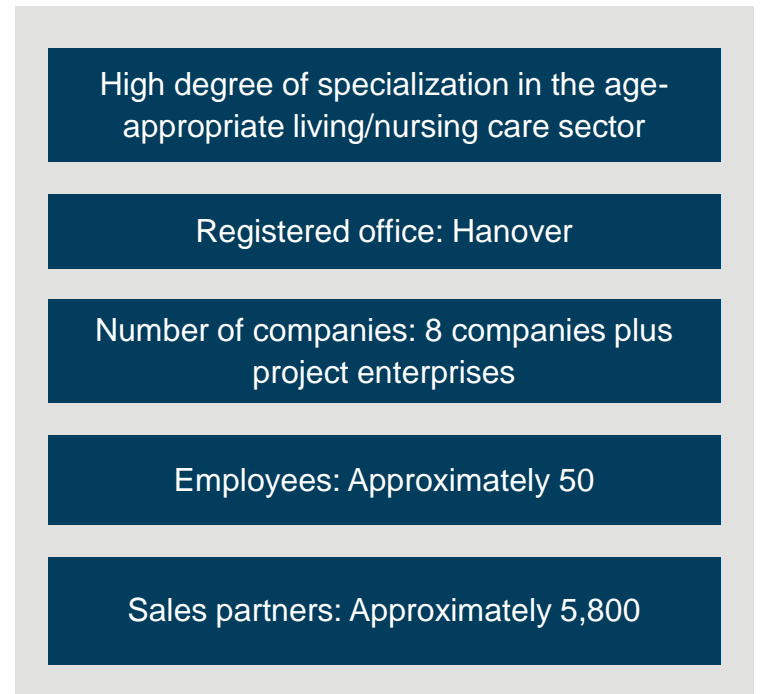 High degree of specialization in the age-
appropriate living/nursing care sector
Registered office: Hanover
Number of companies: 8 companies plus
project enterprises
Employees: Approximately 50
Sales partners: Approximately 5,800